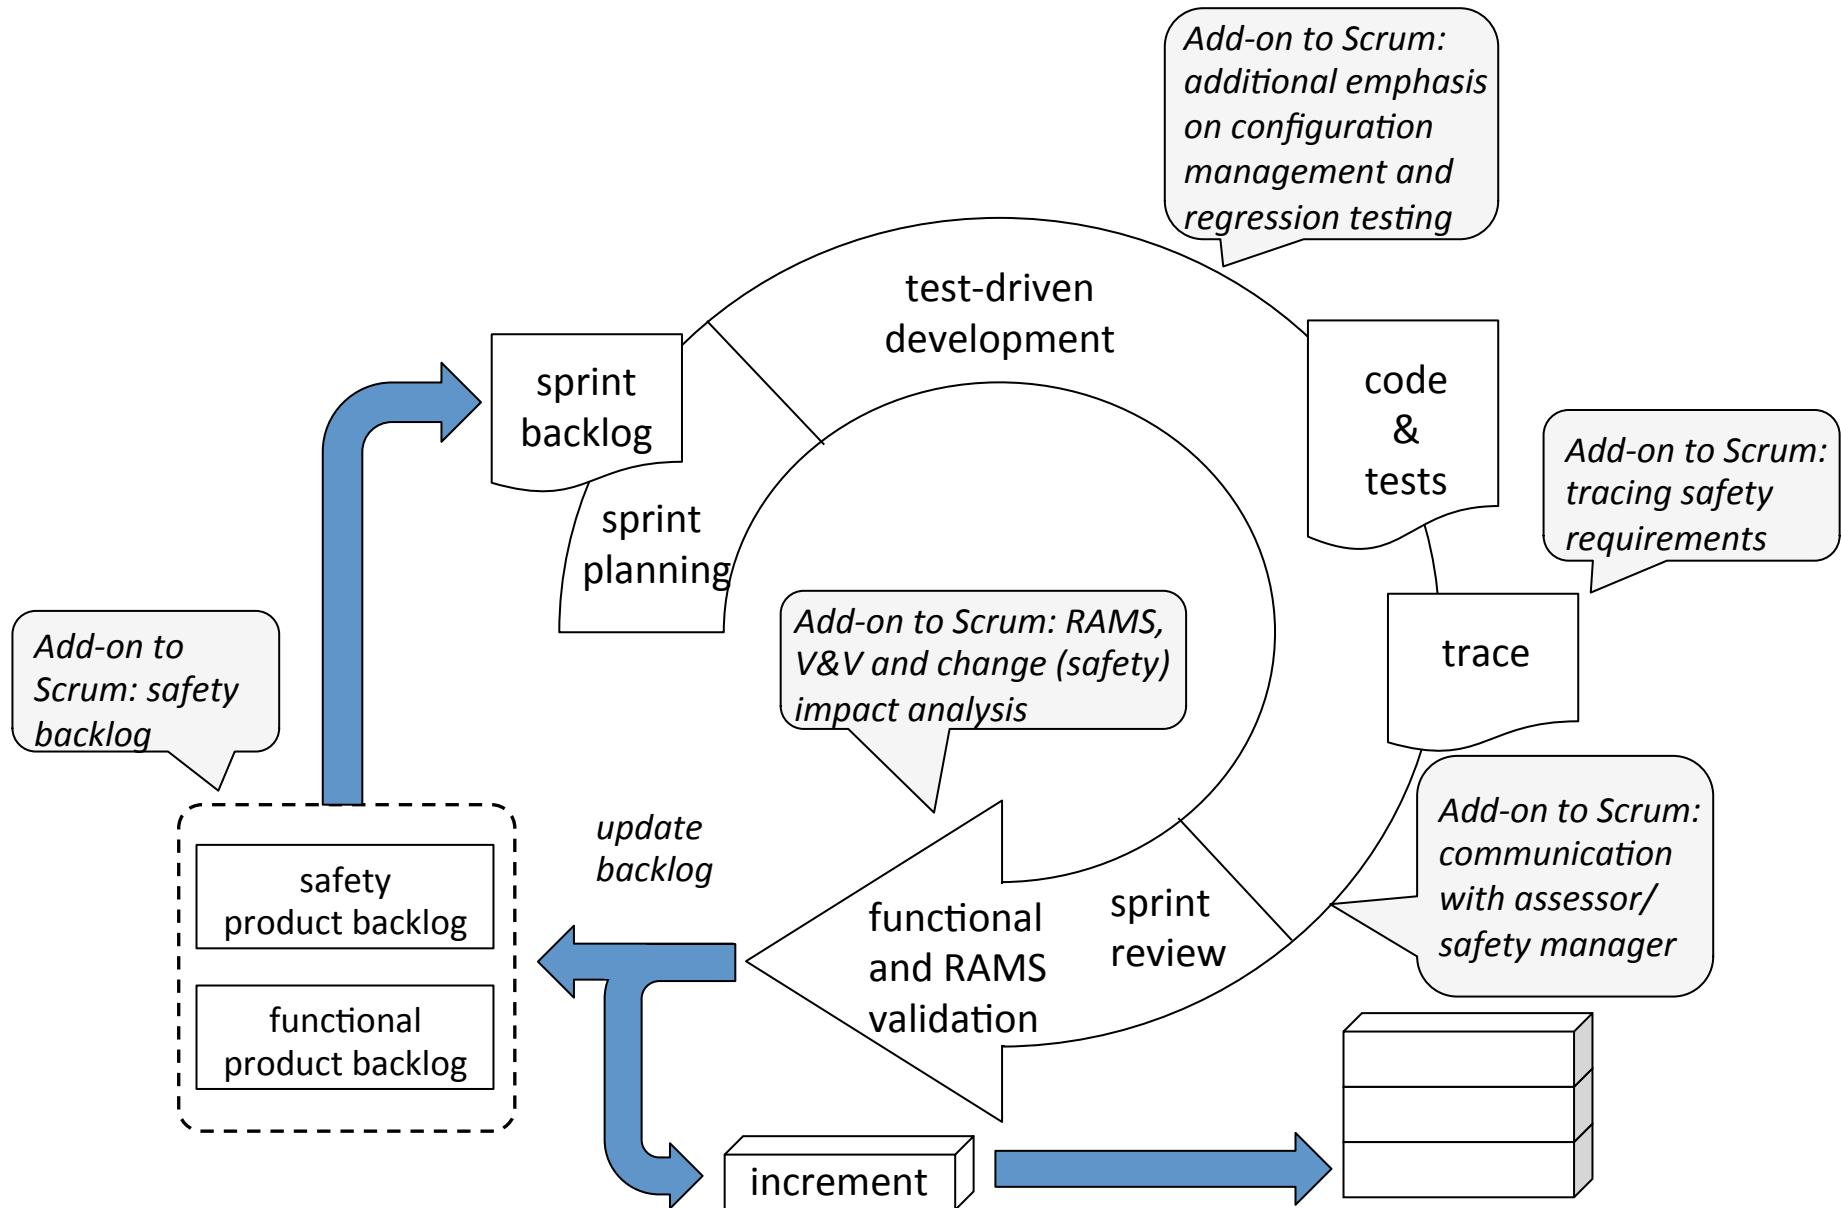 Add-on to Scrum:
additional emphasis
on configuration
management and
regression testing
test-driven
development
sprint
backlog
code
&
tests
Add-on to Scrum:
tracing safety
requirements
sprint
planning
Add-on to Scrum: RAMS,
V&V and change (safety)
impact analysis
trace
Add-on to
Scrum: safety
backlog
update
backlog
Add-on to Scrum:
communication
with assessor/
safety manager
safety
product backlog
functional
and RAMS
validation
sprint
review
functional
product backlog
increment